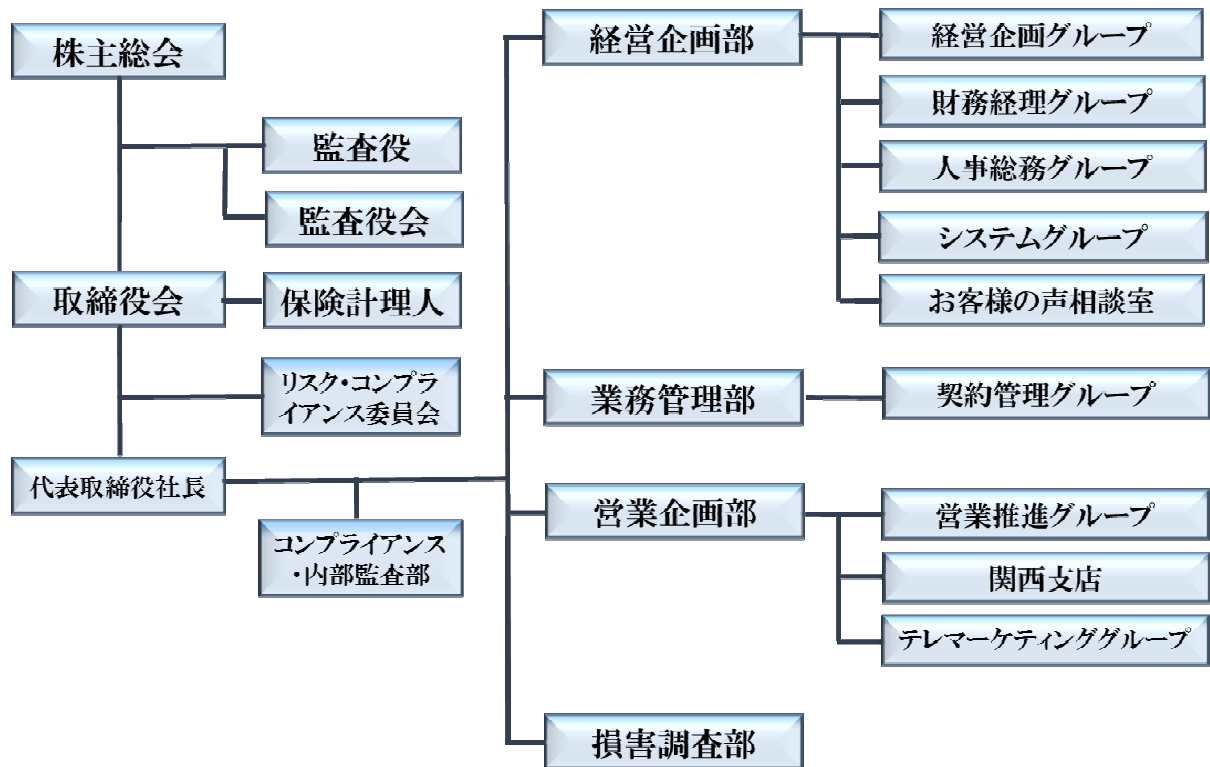 株主総会
監査役
監査役会
取締役会
保険計理人
リスク・コンプラ
イアンス委員会
代表取締役社長
コンプライアンス
・内部監査部
経営企画部
経営企画グループ
財務経理グループ
人事総務グループ
システムグループ
お客様の声相談室
業務管理部
契約管理グループ
営業企画部
営業推進グループ
関西支店
テレマーケティンググループ
損害調査部